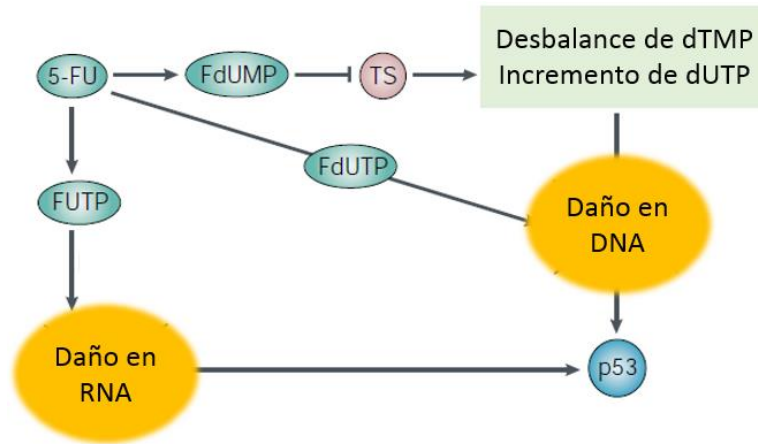 5-FU
FdUMP
TS
Desbalance de dTMP
Incremento de dUTP
FdUTP
FUTP
Daño en
DNA
Daño en
RNA
p53